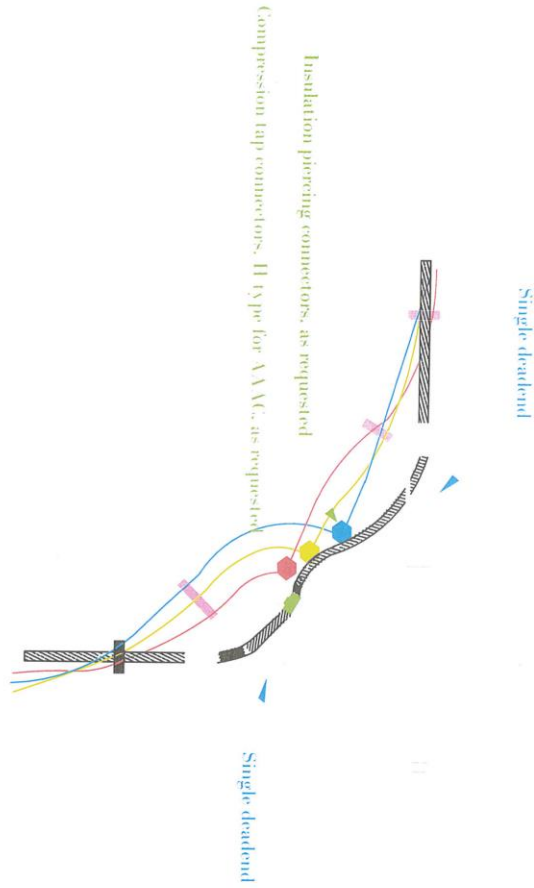 Single deadend
Insulation piercing connectors, as requested
Compression tap connectors, H type for AAAC, as requested
Single deadend